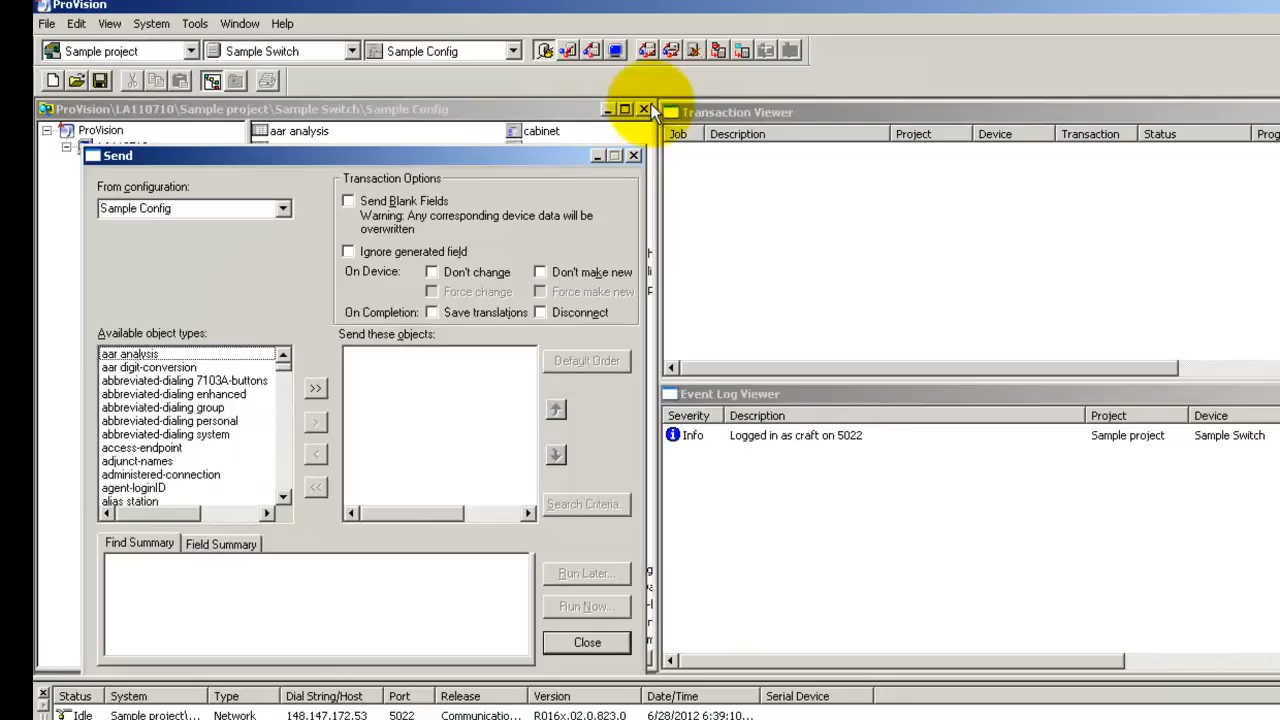 ProVision
File Edit View System Tools Window Help
Sample project Sample Switch Sample Config
ProVision\LA110710\Sample project\Sample Switch\Sample Config
Transaction Viewer
ProVision aar analysis cabinet
Job Description Project Device Transaction Status
Send
From configuration:
Sample Config
Transaction Options
Send Blank Fields
Warning: Any corresponding device data will be
overwritten
Ignore generated field
On Device: Don't change Don't make new
Force change Force make new
On Completion: Save translations Disconnect
Available object types:
Send these objects:
aar analysis
aar digit-conversion
abbreviated-dialing 7103A-buttons
abbreviated-dialing enhanced
abbreviated-dialing group
abbreviated-dialing personal
abbreviated-dialing system
access-endpoint
adjunct-names
administered-connection
agent-loginID
alias station
>>
>
<
<<
Default Order
Search Criteria...
Find Summary Field Summary
Run Later...
Run Now...
Close
Event Log Viewer
Severity Description Project Device
Info Logged in as craft on 5022 Sample project Sample Switch
Status System Type Dial String/Host Port Release Version Date/Time Serial Device
Idle Sample project\... Network 148.147.172.53 5022 Communicatio... R016x.02.0.823.0 6/28/2012 6:39:10...